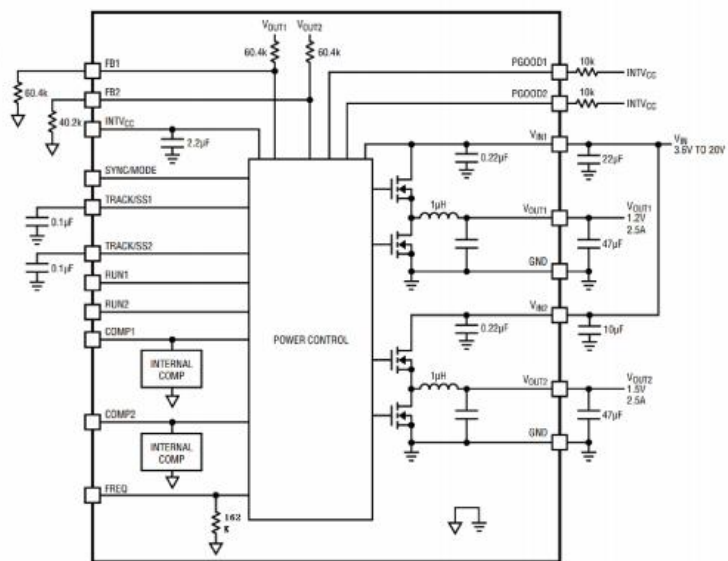 VOUT1
VOUT2
60.4k
60.4k
FB1
60.4k
FB2
40.2k
INTVCC
2.2µF
SYNC/MODE
TRACK/SS1
0.1µF
TRACK/SS2
0.1µF
RUN1
RUN2
COMP1
INTERNAL
COMP
COMP2
INTERNAL
COMP
FREQ
162
K
POWER CONTROL
PGOOD1
10k
INTVCC
PGOOD2
10k
INTVCC
VIN1
VIN
3.6V TO 20V
0.22µF
22µF
1µH
VOUT1
VOUT1
1.2V
2.5A
47µF
GND
VIN2
0.22µF
10µF
1µH
VOUT2
VOUT2
1.5V
2.5A
47µF
GND